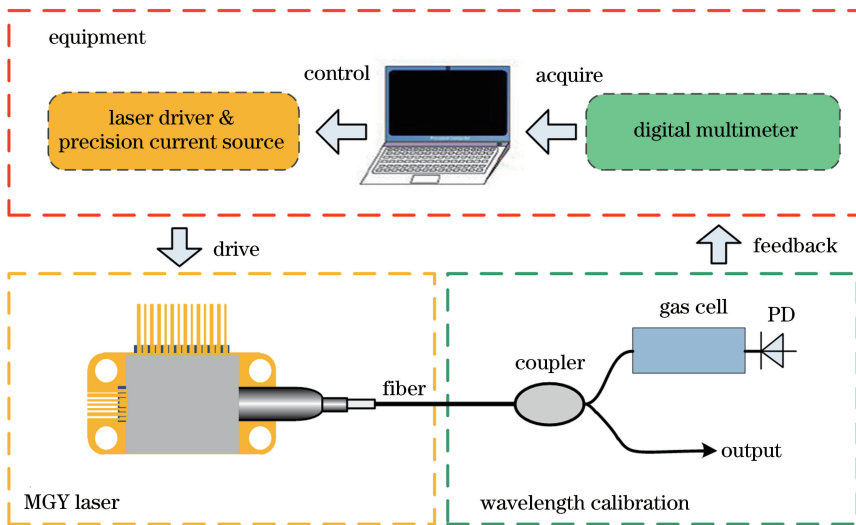 equipment
control
acquire
laser driver &
precision current source
digital multimeter
drive
feedback
gas cell
PD
coupler
fiber
output
MGY laser
wavelength calibration